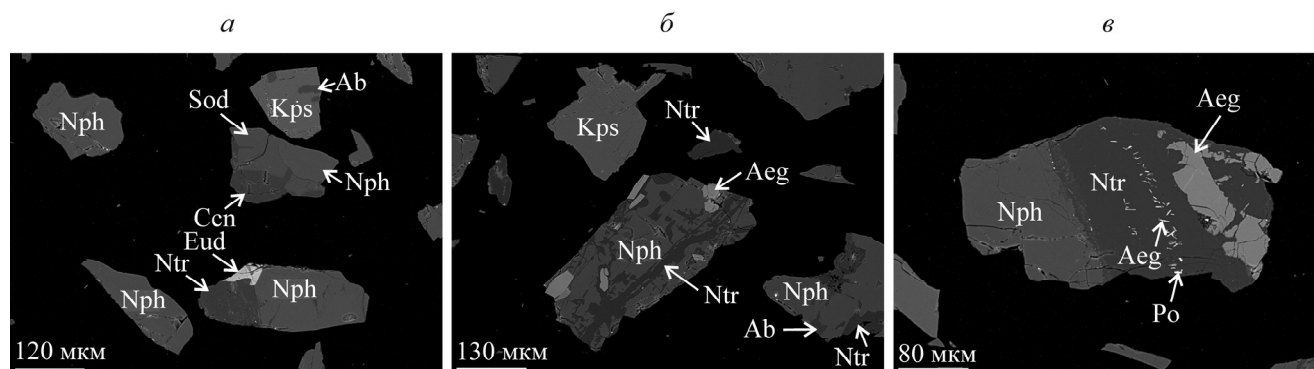 а
б
в
Nph
Sod
Kps
Ab
Nph
Ccn
Eud
Ntr
Nph
Nph
120 мкм
Kps
Ntr
Aeg
Nph
Ntr
Nph
Ab
Ntr
130 мкм
Aeg
Ntr
Nph
Aeg
Po
80 мкм